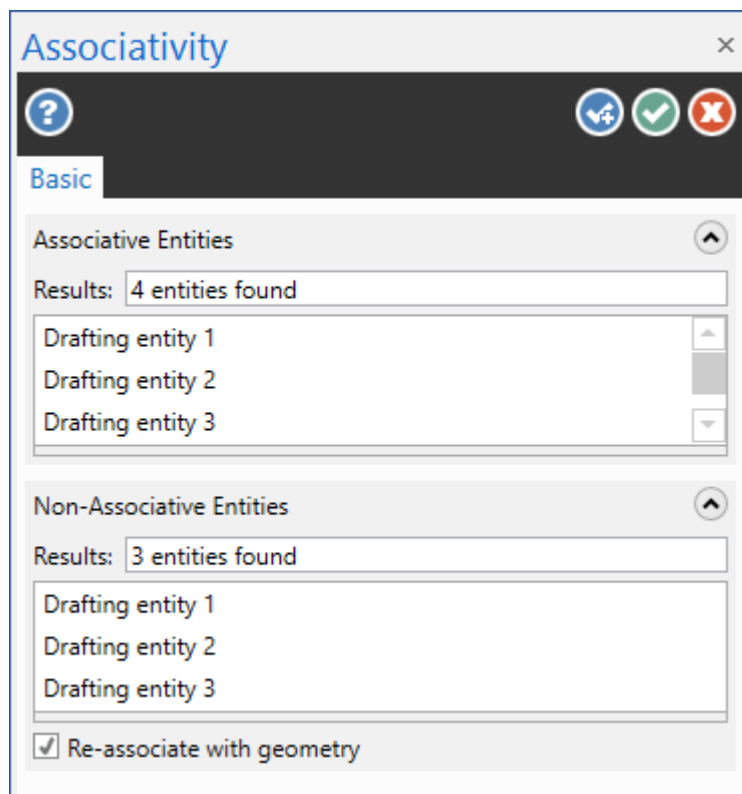 Associativity
Basic
Associative Entities
Results: 4 entities found
Drafting entity 1
Drafting entity 2
Drafting entity 3
Non-Associative Entities
Results: 3 entities found
Drafting entity 1
Drafting entity 2
Drafting entity 3
Re-associate with geometry